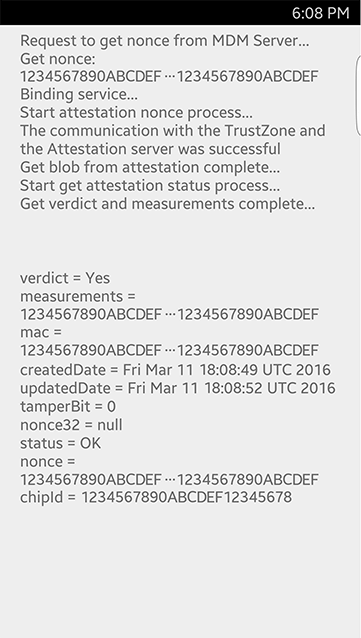 6:08 PM
Request to get nonce from MDM Server...
Get nonce:
1234567890ABCDEF ··· 1234567890ABCDEF
Binding service...
Start attestation nonce process...
The communication with the TrustZone and
the Attestation server was successful
Get blob from attestation complete...
Start get attestation status process...
Get verdict and measurements complete...
verdict = Yes
measurements =
1234567890ABCDEF ··· 1234567890ABCDEF
mac =
1234567890ABCDEF ··· 1234567890ABCDEF
createdDate = Fri Mar 11 18:08:49 UTC 2016
updatedDate = Fri Mar 11 18:08:52 UTC 2016
tamperBit = 0
nonce32 = null
status = OK
nonce =
1234567890ABCDEF ··· 1234567890ABCDEF
chipId = 1234567890ABCDEF12345678